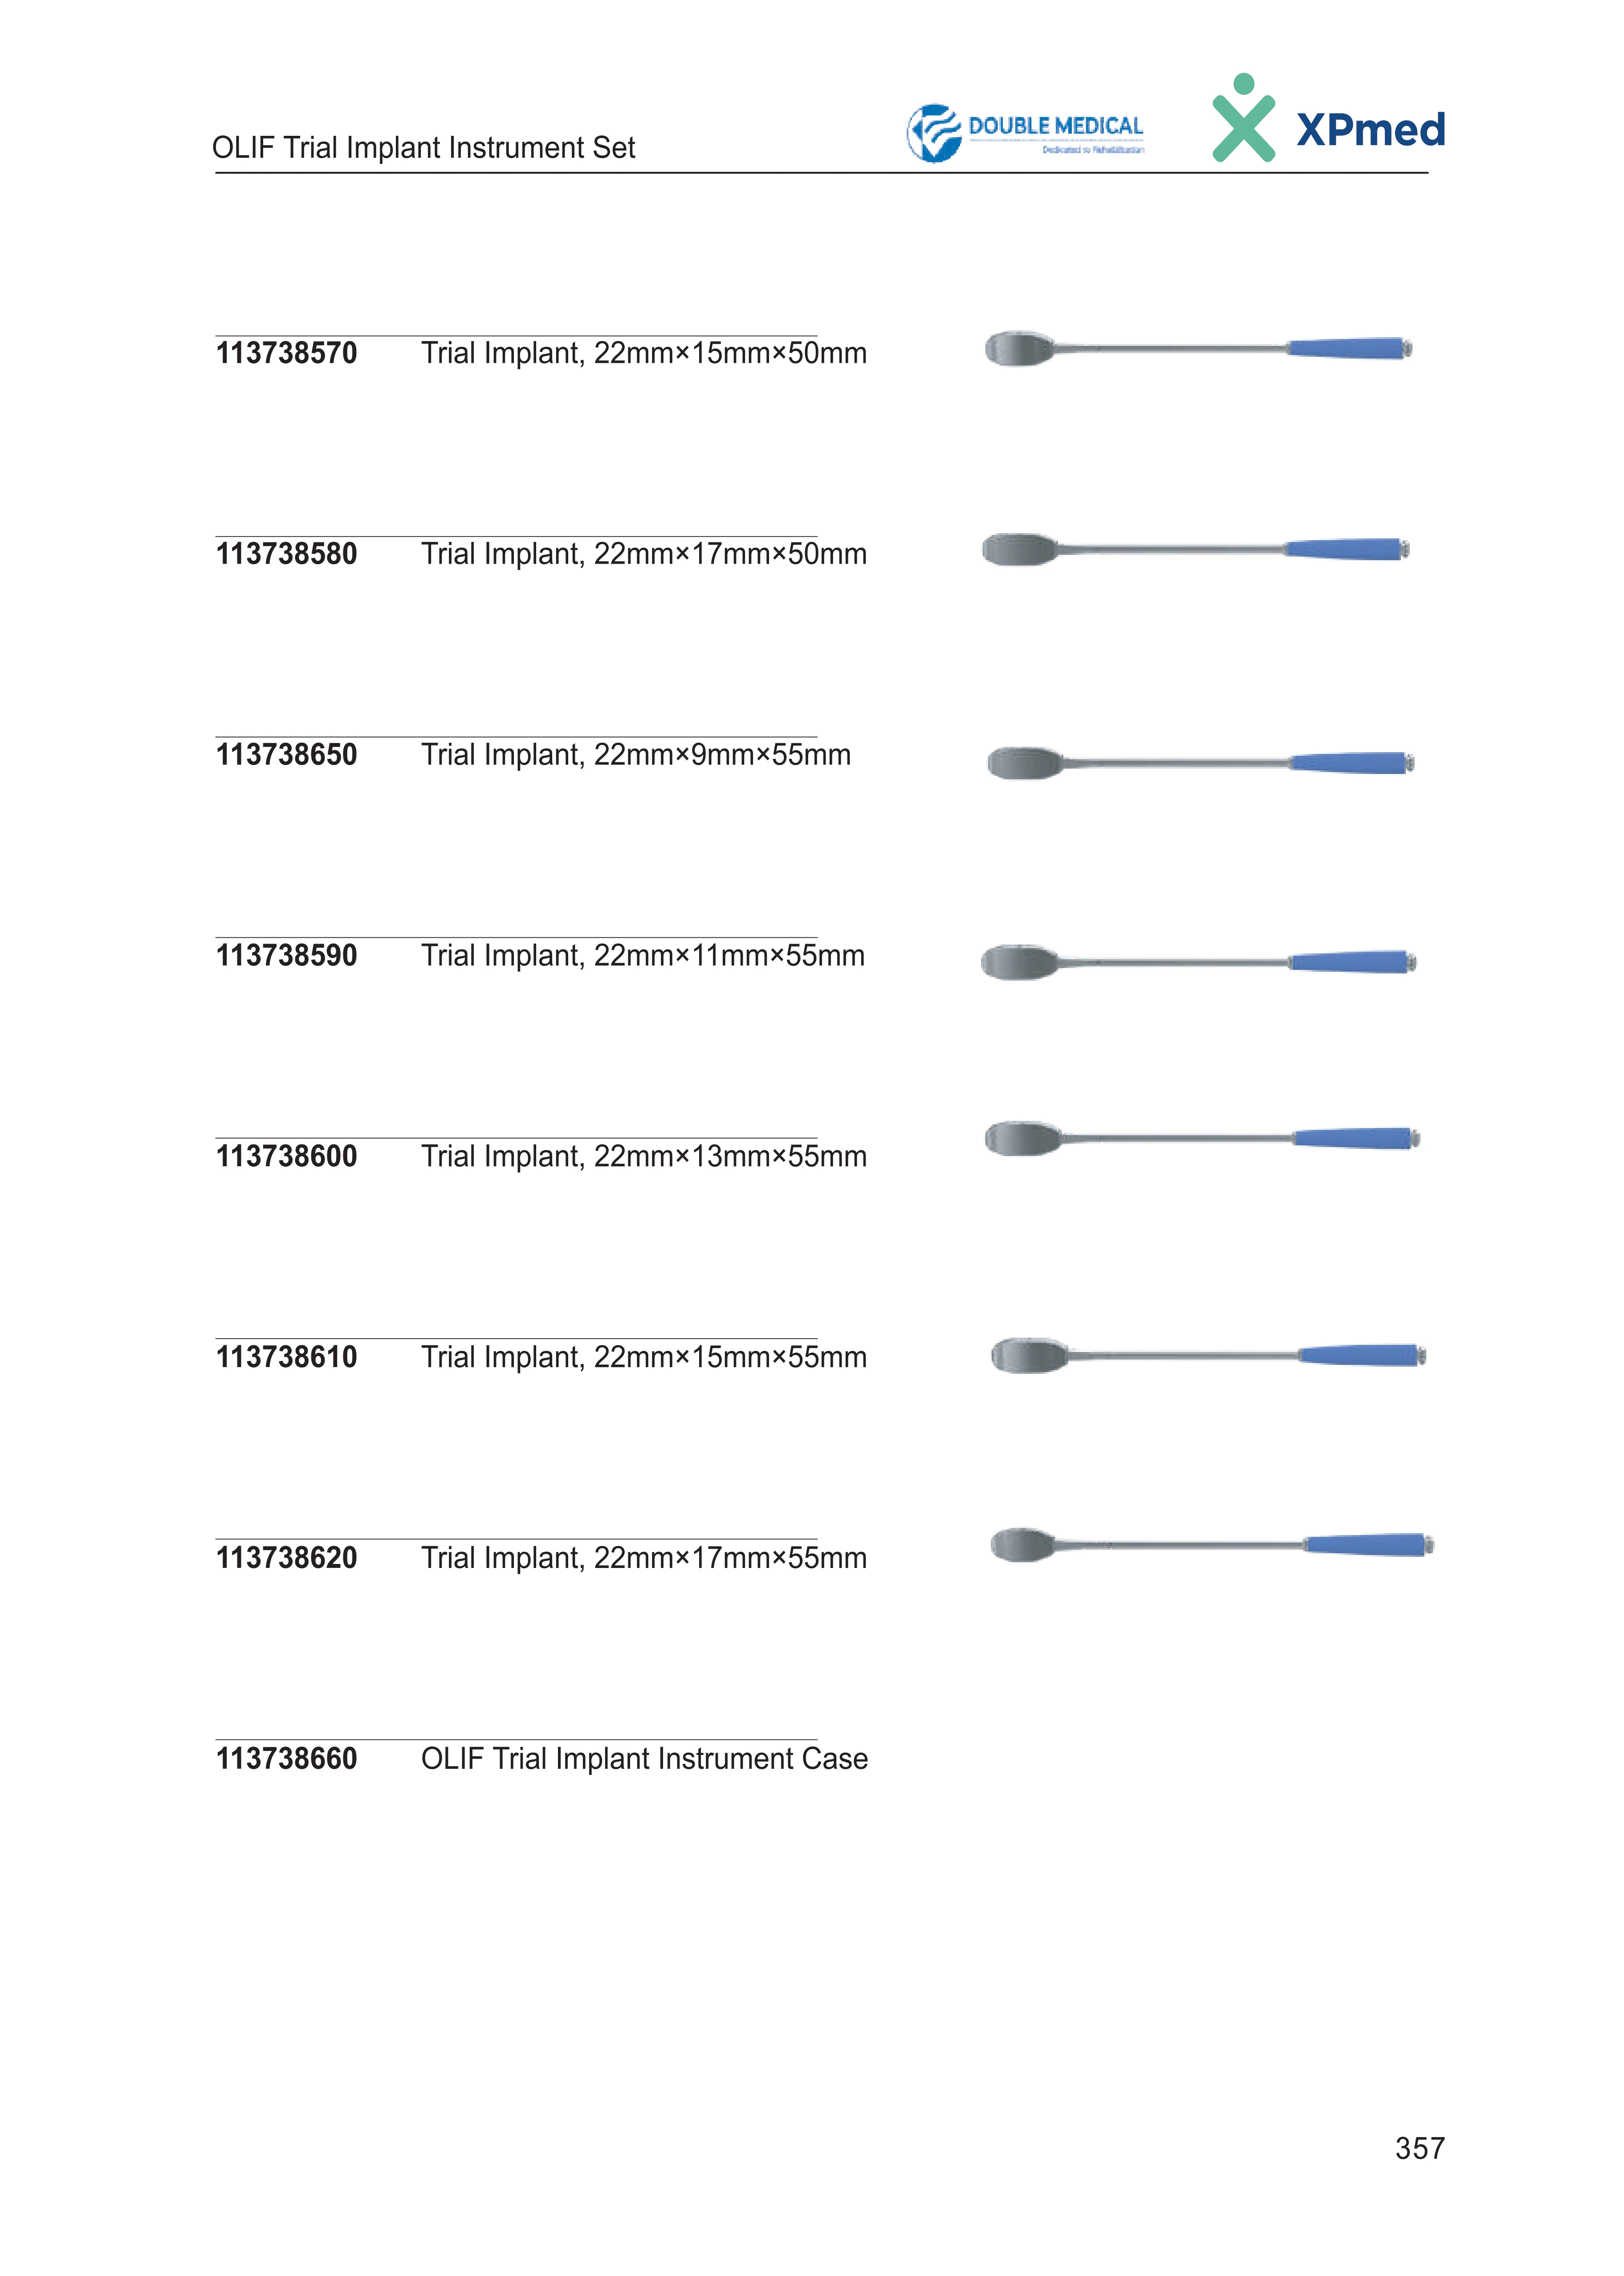 OLIF Trial Implant Instrument Set
DOUBLE MEDICAL
Dedicated to Rehabilitation
XPmed
113738570 Trial Implant, 22mm×15mm×50mm
113738580 Trial Implant, 22mm×17mm×50mm
113738650 Trial Implant, 22mm×9mm×55mm
113738590 Trial Implant, 22mm×11mm×55mm
113738600 Trial Implant, 22mm×13mm×55mm
113738610 Trial Implant, 22mm×15mm×55mm
113738620 Trial Implant, 22mm×17mm×55mm
113738660 OLIF Trial Implant Instrument Case
357